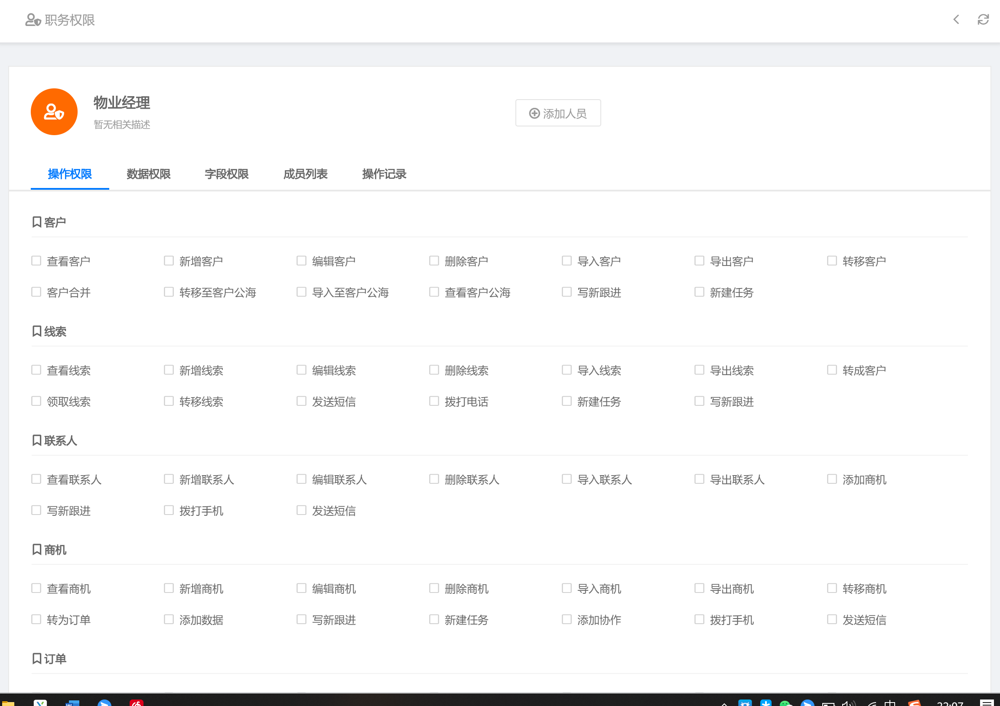 职务权限
物业经理
暂无相关描述
添加人员
操作权限 数据权限 字段权限 成员列表 操作记录
客户
查看客户 新增客户 编辑客户 删除客户 导入客户 导出客户 转移客户
客户合并 转移至客户公海 导入至客户公海 查看客户公海 写新跟进 新建任务
线索
查看线索 新增线索 编辑线索 删除线索 导入线索 导出线索 转成客户
领取线索 转移线索 发送短信 拨打电话 新建任务 写新跟进
联系人
查看联系人 新增联系人 编辑联系人 删除联系人 导入联系人 导出联系人 添加商机
写新跟进 拨打手机 发送短信
商机
查看商机 新增商机 编辑商机 删除商机 导入商机 导出商机 转移商机
转为订单 添加数据 写新跟进 新建任务 添加协作 拨打手机 发送短信
订单